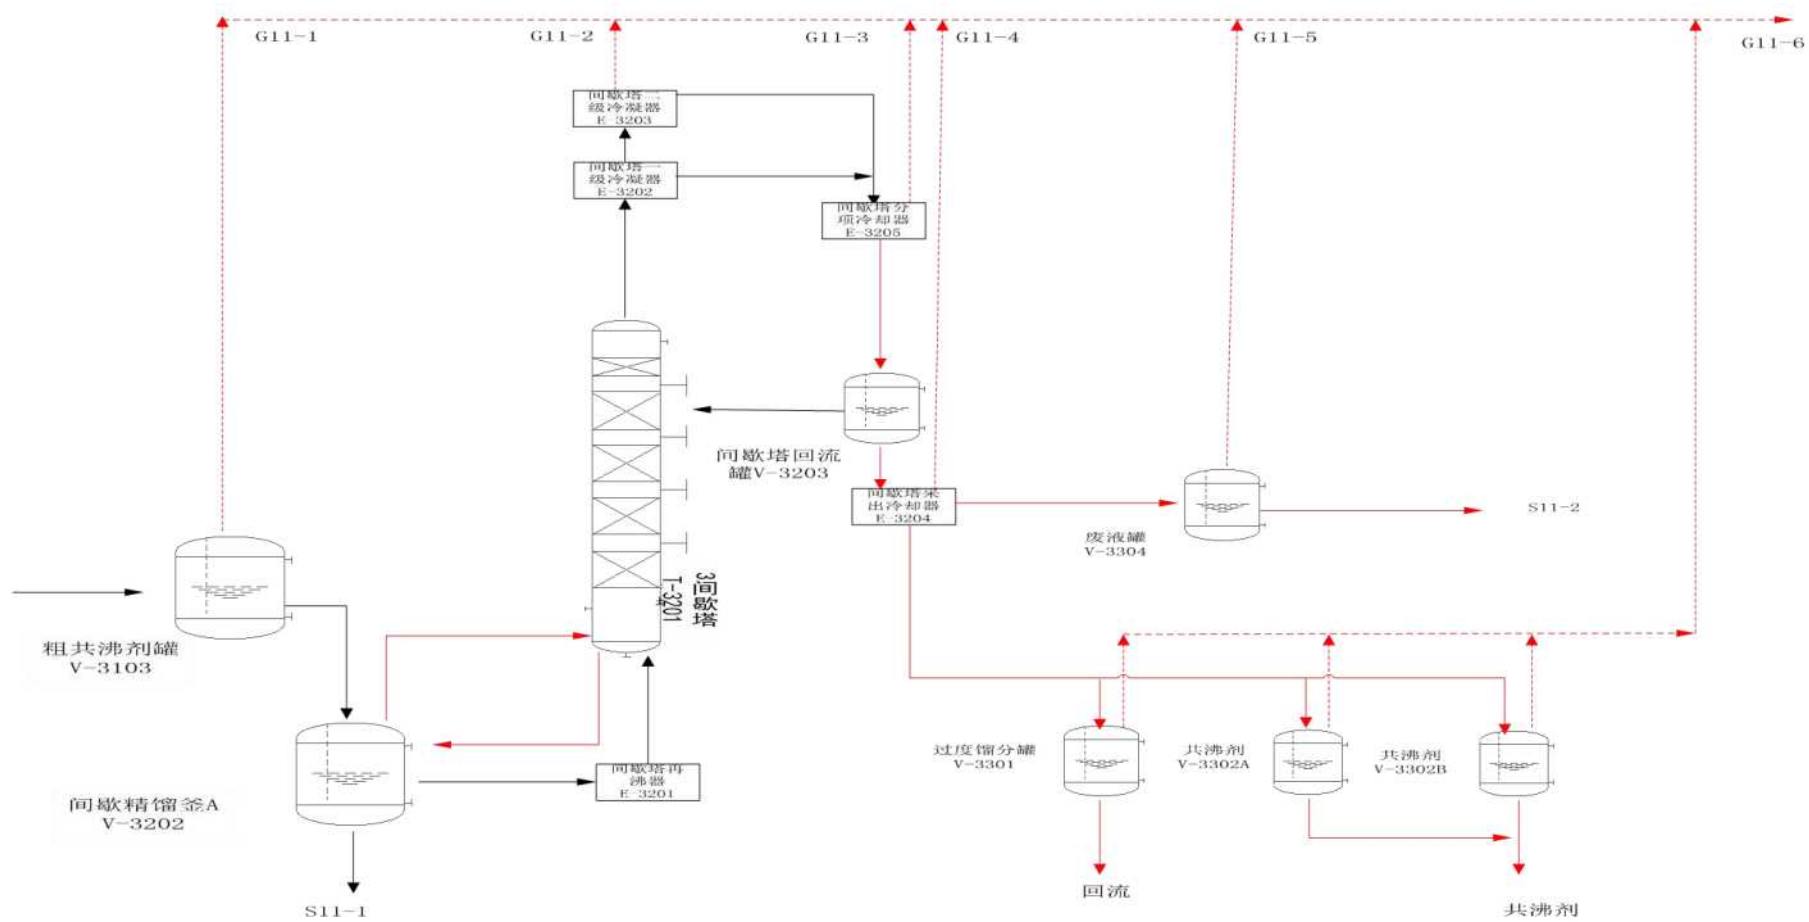 G11-1
G11-2
G11-3
G11-4
G11-5
G11-6
间歇塔二
级冷凝器
E-3203
间歇塔一
级冷凝器
E-3202
间歇塔分
项冷却器
E-3205
间歇塔回流
罐V-3203
间歇塔采
出冷却器
E-3204
废液罐
V-3304
S11-2
3#间歇塔
T-3201
粗共沸剂罐
V-3103
间歇精馏釜A
V-3202
间歇塔再
沸器
E-3201
过度馏分罐
V-3301
共沸剂
V-3302A
共沸剂
V-3302B
S11-1
回流
共沸剂